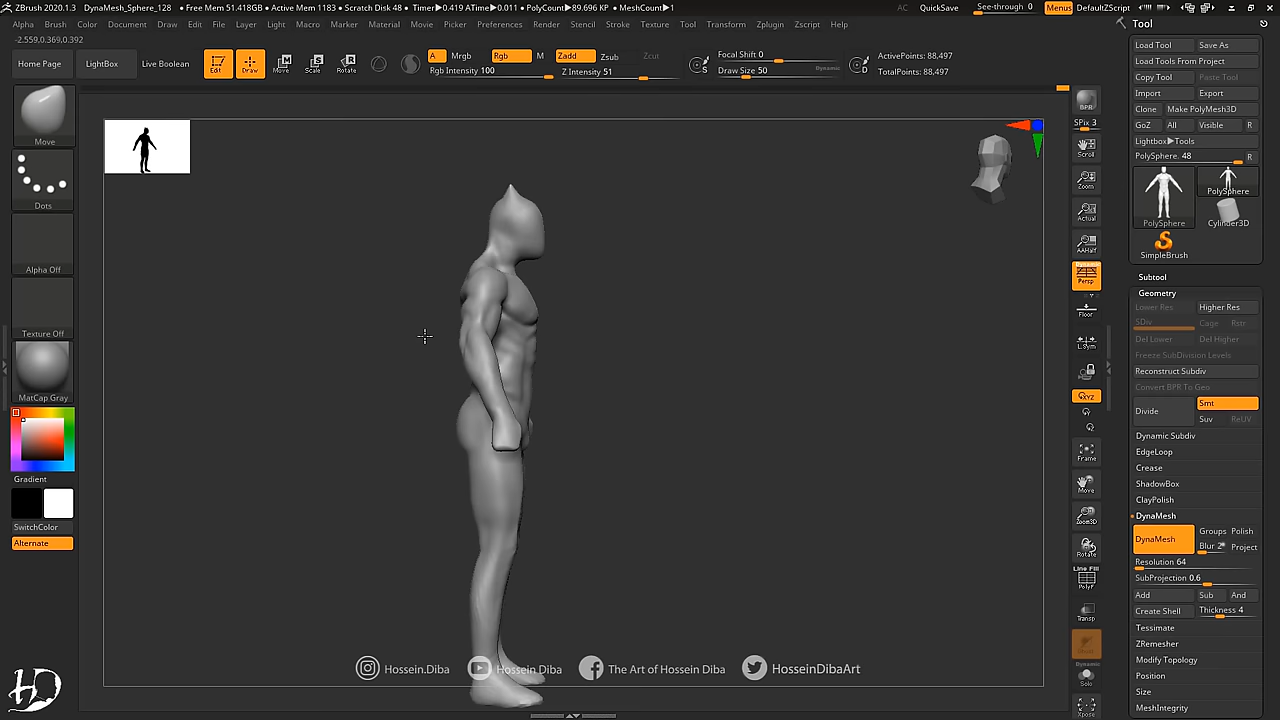 ZBrush 2020.1.3 DynaMesh_Sphere_128 • Free Mem 51.418GB • Active Mem 1183 • Scratch Disk 48 • Timer▶0.419 ATime▶0.011 • PolyCount▶89.696 KP • MeshCount▶1
AC QuickSave See-through 0 Menus DefaultZScript
Alpha Brush Color Document Draw Edit File Layer Light Macro Marker Material Movie Picker Preferences Render Stencil Stroke Texture Tool Transform Zplugin Zscript Help
-2.559,0.369,0.392
Home Page LightBox Live Boolean Edit Draw Move Scale Rotate
A Mrgb Rgb M Zadd Zsub Zcut
Rgb Intensity 100 Z Intensity 51
S Focal Shift 0
Draw Size 50 Dynamic
D ActivePoints: 88,497
TotalPoints: 88,497
Move
Dots
Alpha Off
Texture Off
MatCap Gray
Gradient
SwitchColor
Alternate
HD
Hossein.Diba Hossein Diba The Art of Hossein Diba HosseinDibaArt
BPR
SPix 3
Scroll
Zoom
Actual
AAHalf
Dynamic
Persp
Floor
L.Sym
XYZ
Frame
Move
Zoom3D
Rotate
Line Fill
PolyF
Transp
Dynamic
Solo
Xpose
Tool
Load Tool Save As
Load Tools From Project
Copy Tool Paste Tool
Import Export
Clone Make PolyMesh3D
GoZ All Visible R
Lightbox▶Tools
PolySphere. 48 R
PolySphere
PolySphere Cylinder3D
SimpleBrush
Subtool
Geometry
Lower Res Higher Res
SDiv Cage Rstr
Del Lower Del Higher
Freeze SubDivision Levels
Reconstruct Subdiv
Convert BPR To Geo
Divide Smt
Suv ReUV
Dynamic Subdiv
EdgeLoop
Crease
ShadowBox
ClayPolish
DynaMesh
DynaMesh Groups Polish
Blur 2 Project
Resolution 64
SubProjection 0.6
Add Sub And
Create Shell Thickness 4
Tessimate
ZRemesher
Modify Topology
Position
Size
MeshIntegrity